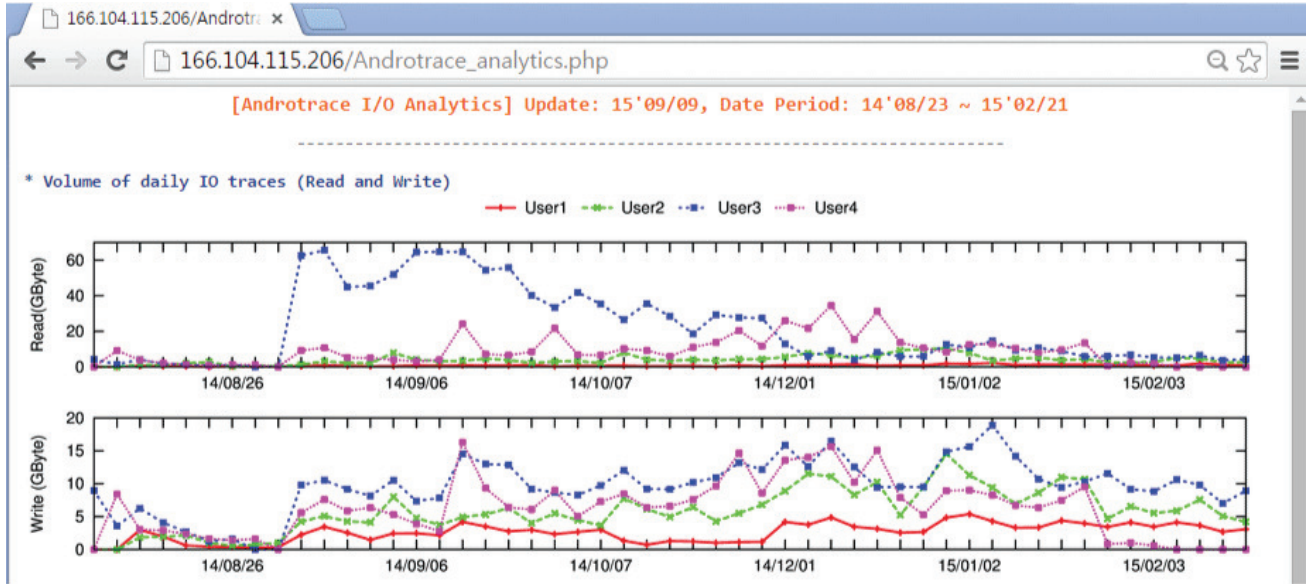 166.104.115.206/Androtra
166.104.115.206/Androtrace_analytics.php
[Androtrace I/O Analytics] Update: 15'09/09, Date Period: 14'08/23 ~ 15'02/21
--------------------------------------------------------------------------
* Volume of daily IO traces (Read and Write)
User1 User2 User3 User4
Read(GByte)
60
40
20
0
14/08/26 14/09/06 14/10/07 14/12/01 15/01/02 15/02/03
Write (GByte)
20
15
10
5
0
14/08/26 14/09/06 14/10/07 14/12/01 15/01/02 15/02/03